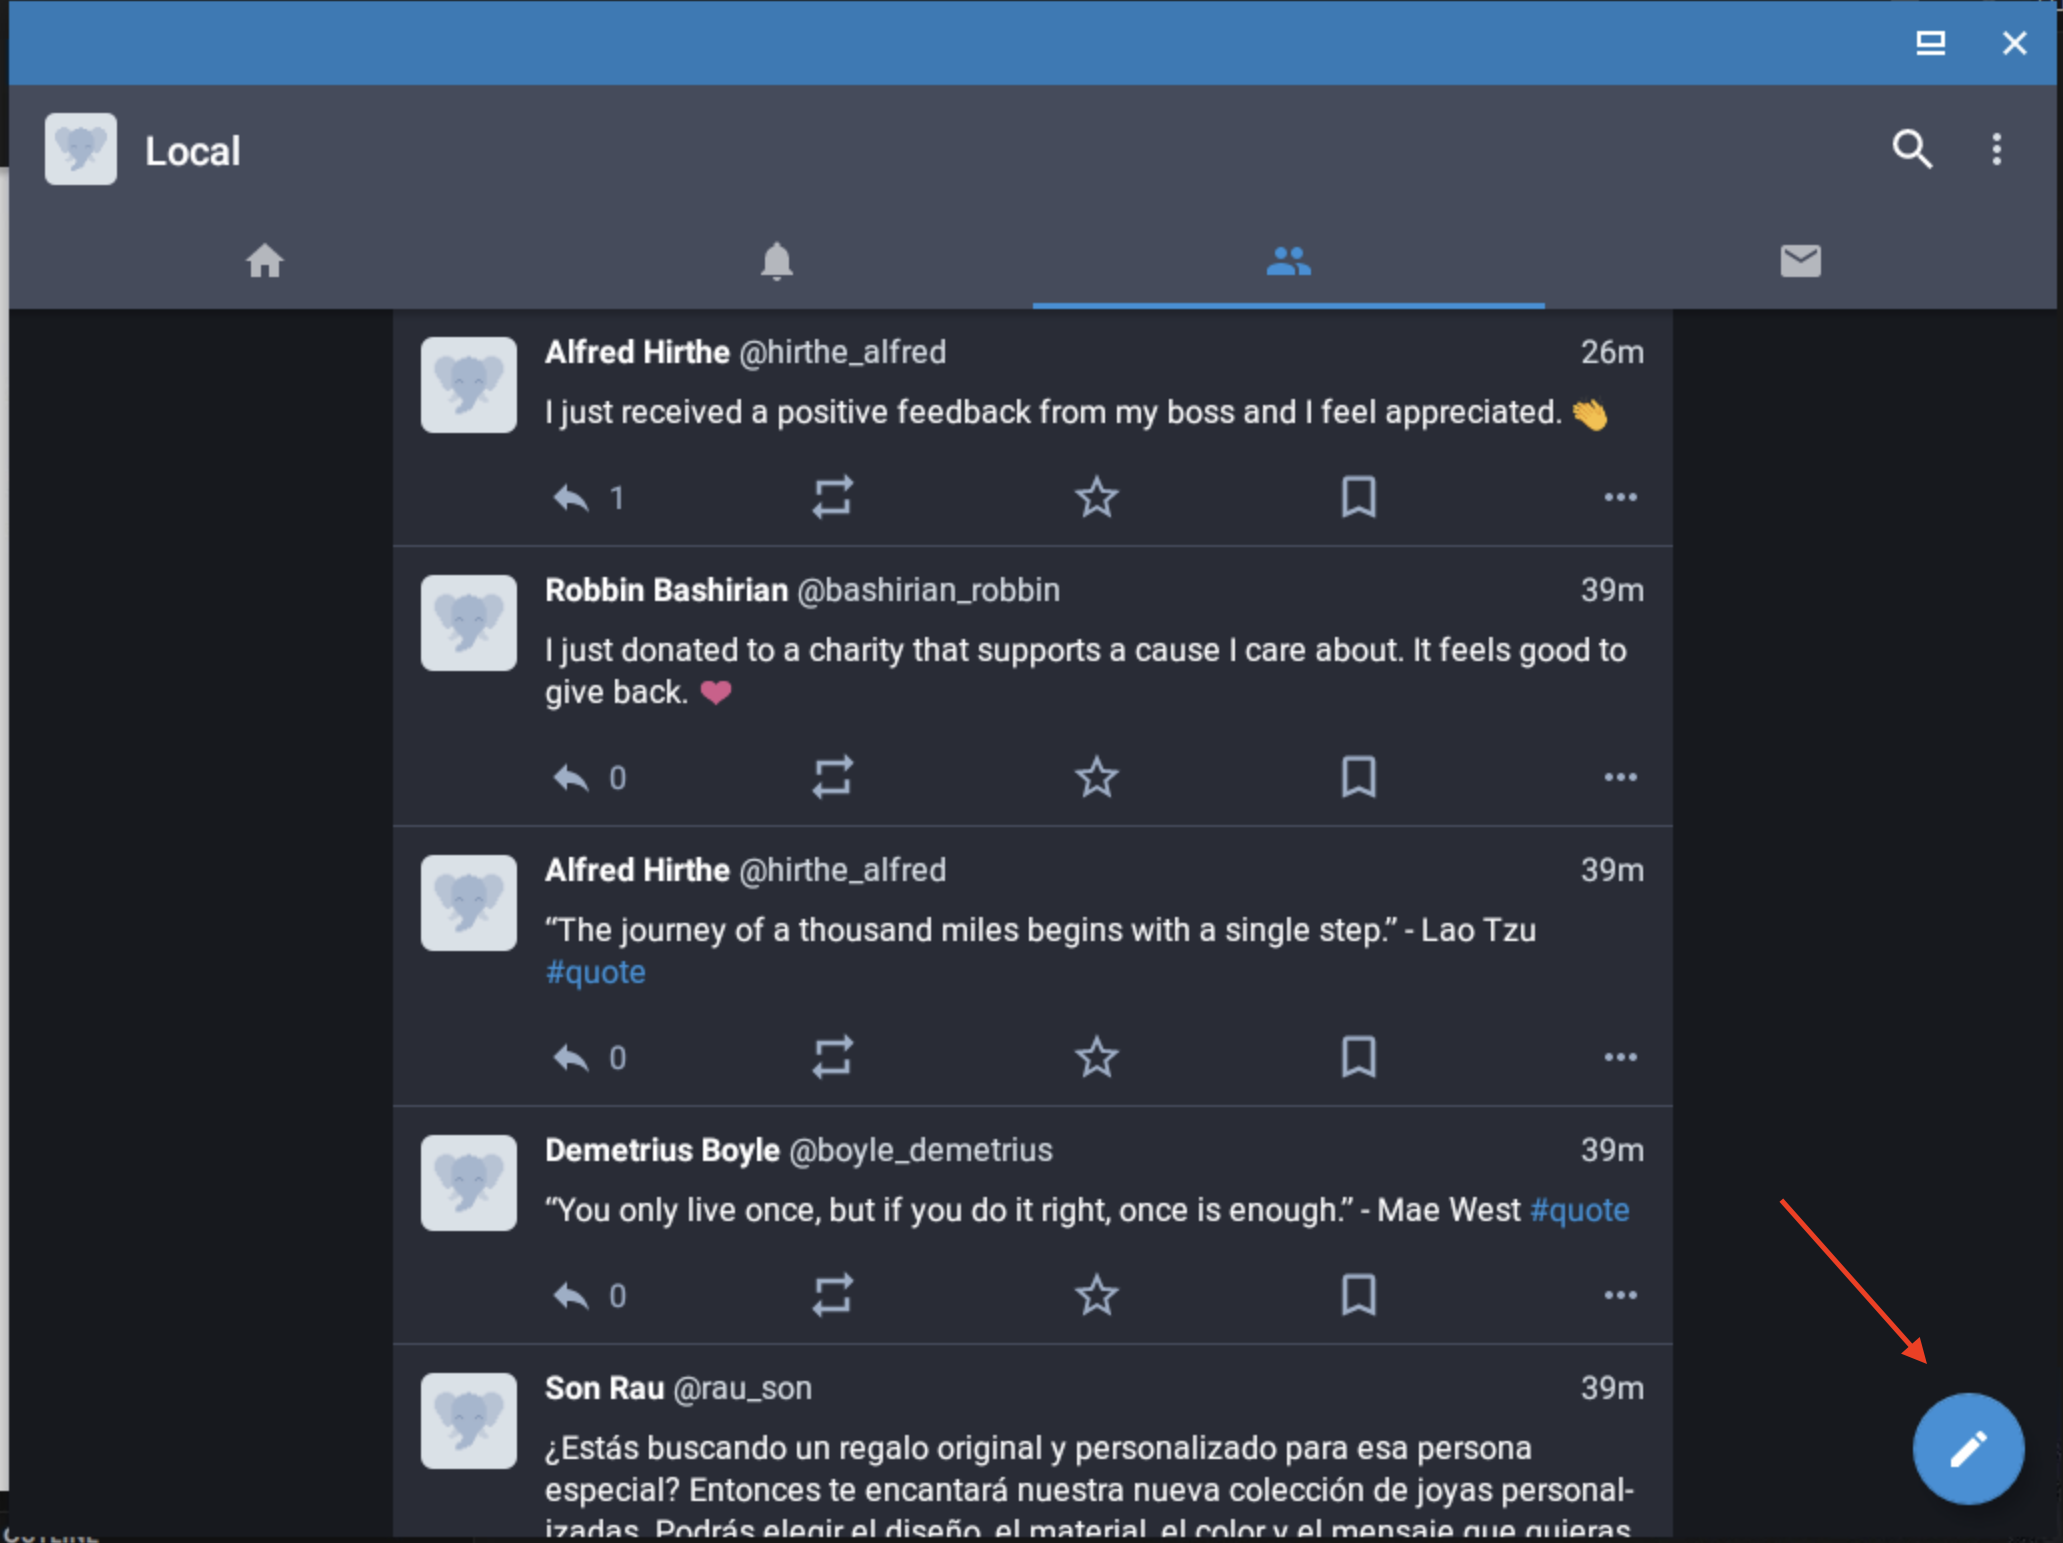 Local
Alfred Hirthe @hirthe_alfred 26m
I just received a positive feedback from my boss and I feel appreciated. 👏
1
Robbin Bashirian @bashirian_robbin 39m
I just donated to a charity that supports a cause I care about. It feels good to
give back. ❤
0
Alfred Hirthe @hirthe_alfred 39m
“The journey of a thousand miles begins with a single step.” - Lao Tzu
#quote
0
Demetrius Boyle @boyle_demetrius 39m
“You only live once, but if you do it right, once is enough.” - Mae West #quote
0
Son Rau @rau_son 39m
¿Estás buscando un regalo original y personalizado para esa persona
especial? Entonces te encantará nuestra nueva colección de joyas personal-
izadas. Podrás elegir el diseño, el material, el color y el mensaje que quieras
OUTLINE